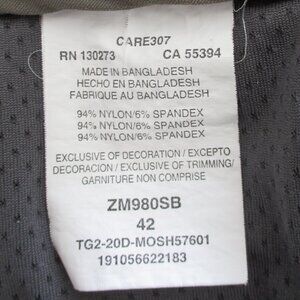 CARE307
RN 130273 CA 55394
MADE IN BANGLADESH
HECHO EN BANGLADESH
FABRIQUE AU BANGLADESH
94% NYLON/6% SPANDEX
94% NYLON/6% SPANDEX
94% NYLON/6% SPANDEX
EXCLUSIVE OF DECORATION / EXCEPTO
DECORACION / EXCLUSIVE OF TRIMMING/
GARNITURE NON COMPRISE
ZM980SB
42
TG2-20D-MOSH57601
191056622183